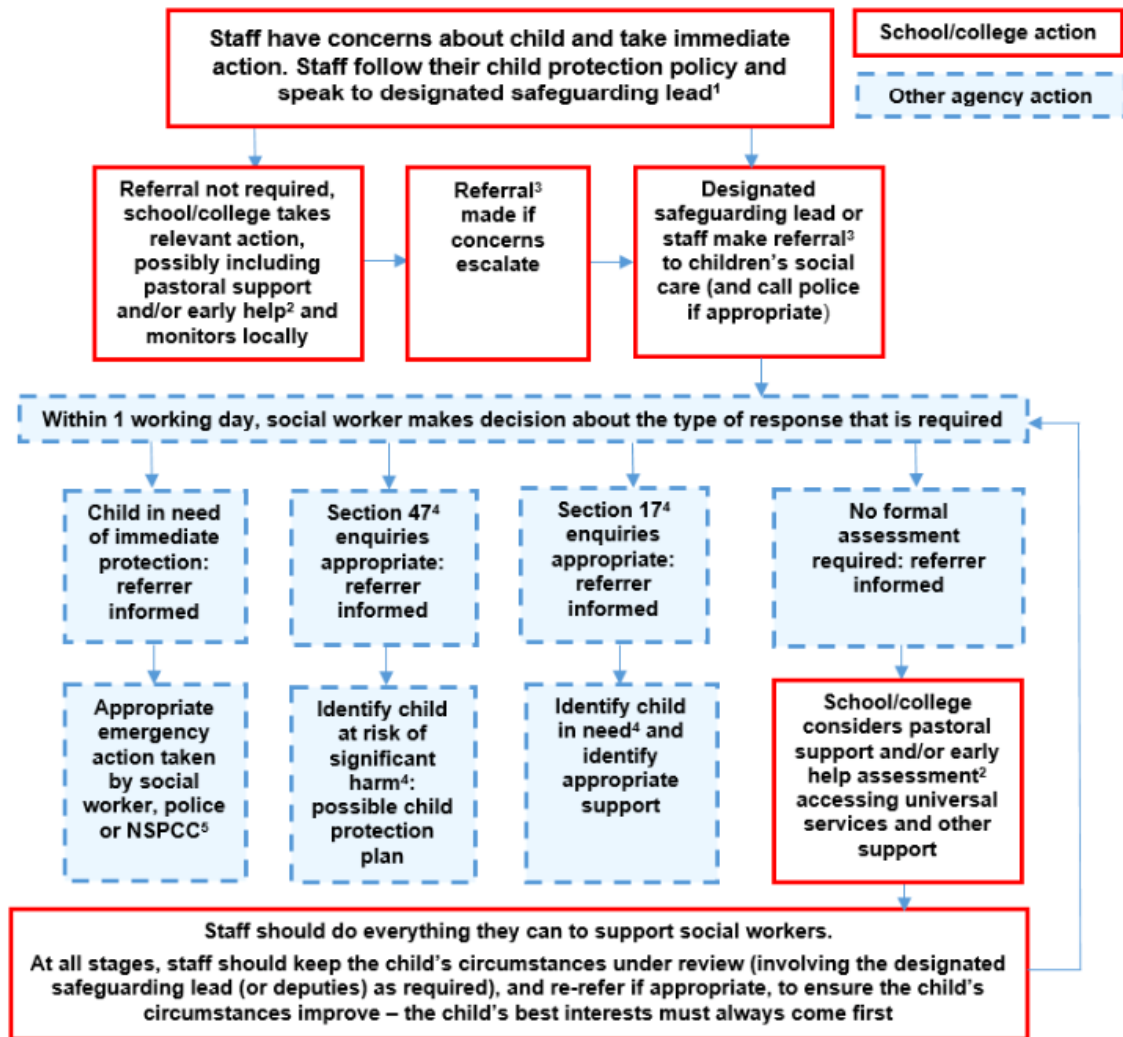 Staff have concerns about child and take immediate
action. Staff follow their child protection policy and
speak to designated safeguarding lead¹
School/college action
Other agency action
Referral not required,
school/college takes
relevant action,
possibly including
pastoral support
and/or early help² and
monitors locally
Referral³
made if
concerns
escalate
Designated
safeguarding lead or
staff make referral³
to children’s social
care (and call police
if appropriate)
Within 1 working day, social worker makes decision about the type of response that is required
Child in need
of immediate
protection:
referrer
informed
Section 47⁴
enquiries
appropriate:
referrer
informed
Section 17⁴
enquiries
appropriate:
referrer
informed
No formal
assessment
required: referrer
informed
Appropriate
emergency
action taken
by social
worker, police
or NSPCC⁵
Identify child
at risk of
significant
harm⁴:
possible child
protection
plan
Identify child
in need⁴ and
identify
appropriate
support
School/college
considers pastoral
support and/or early
help assessment²
accessing universal
services and other
support
Staff should do everything they can to support social workers.
At all stages, staff should keep the child’s circumstances under review (involving the designated
safeguarding lead (or deputies) as required), and re-refer if appropriate, to ensure the child’s
circumstances improve – the child’s best interests must always come first